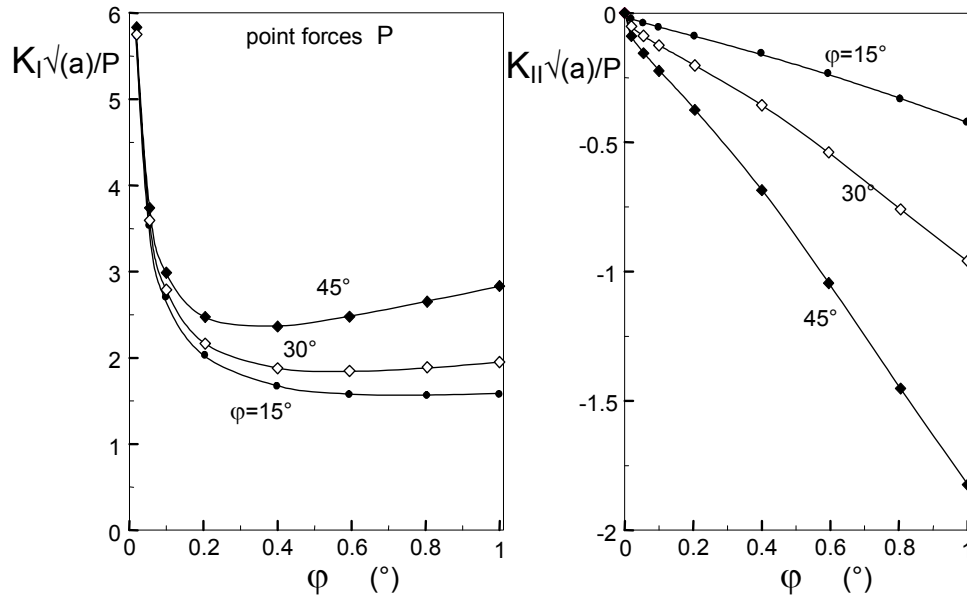 6
5
4
3
2
1
0
K_I√(a)/P
point forces P
45°
30°
φ=15°
0 0.2 0.4 0.6 0.8 1
φ (°)
0
-0.5
-1
-1.5
-2
K_II√(a)/P
φ=15°
30°
45°
0 0.2 0.4 0.6 0.8 1
φ (°)